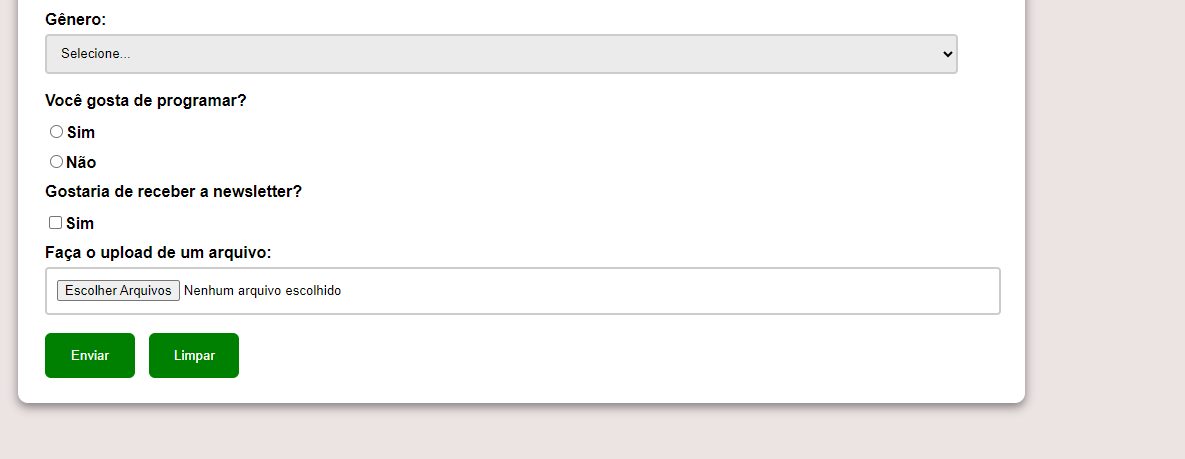 Gênero:
Selecione...
Você gosta de programar?
Sim
Não
Gostaria de receber a newsletter?
Sim
Faça o upload de um arquivo:
Escolher Arquivos Nenhum arquivo escolhido
Enviar Limpar